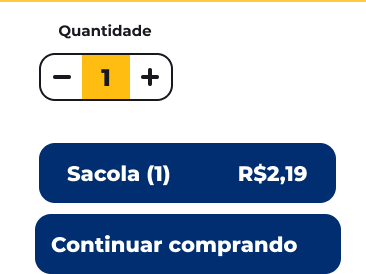 Quantidade
− 1 +
Sacola (1) R$2,19
Continuar comprando